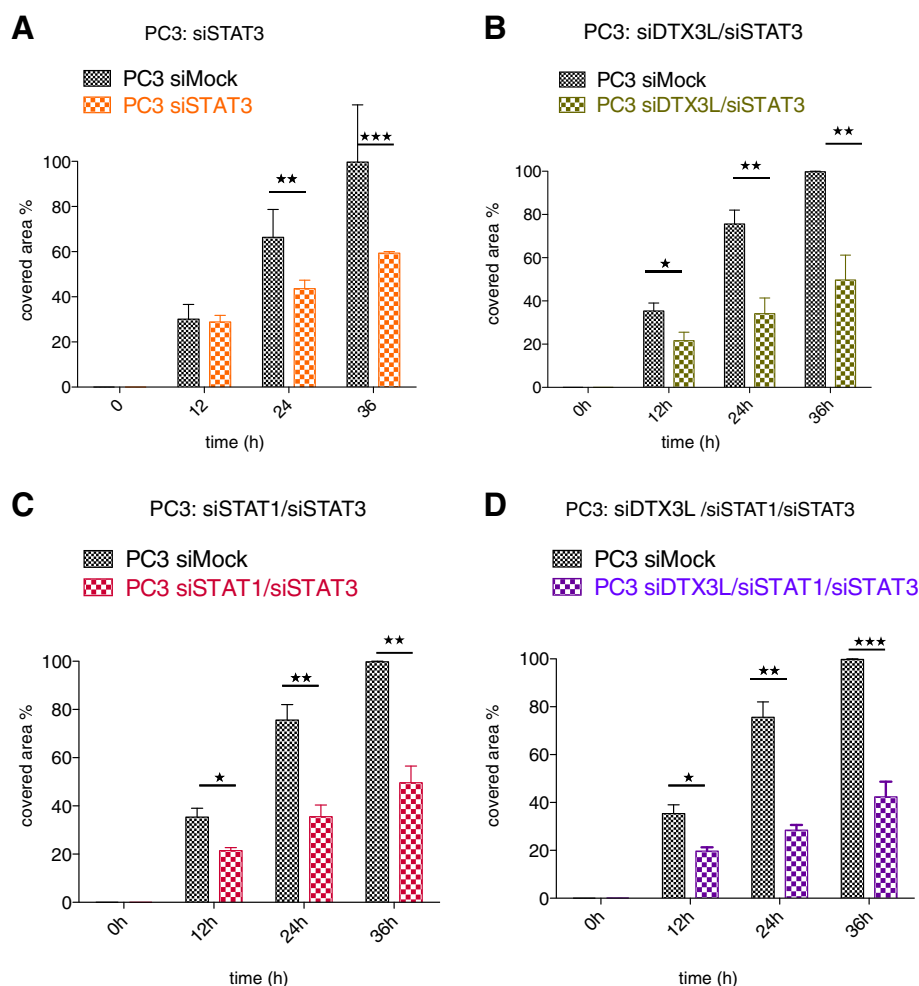 A
PC3: siSTAT3
PC3 siMock
PC3 siSTAT3
★★★
★★
100
80
60
40
20
0
covered area %
0
12
24
36
time (h)
B
PC3: siDTX3L/siSTAT3
PC3 siMock
PC3 siDTX3L/siSTAT3
★★
★★
★
100
80
60
40
20
0
covered area %
0h
12h
24h
36h
time (h)
C
PC3: siSTAT1/siSTAT3
PC3 siMock
PC3 siSTAT1/siSTAT3
★★
★★
★
100
80
60
40
20
0
covered area %
0h
12h
24h
36h
time (h)
D
PC3: siDTX3L /siSTAT1/siSTAT3
PC3 siMock
PC3 siDTX3L/siSTAT1/siSTAT3
★★★
★★
★
100
80
60
40
20
0
covered area %
0h
12h
24h
36h
time (h)